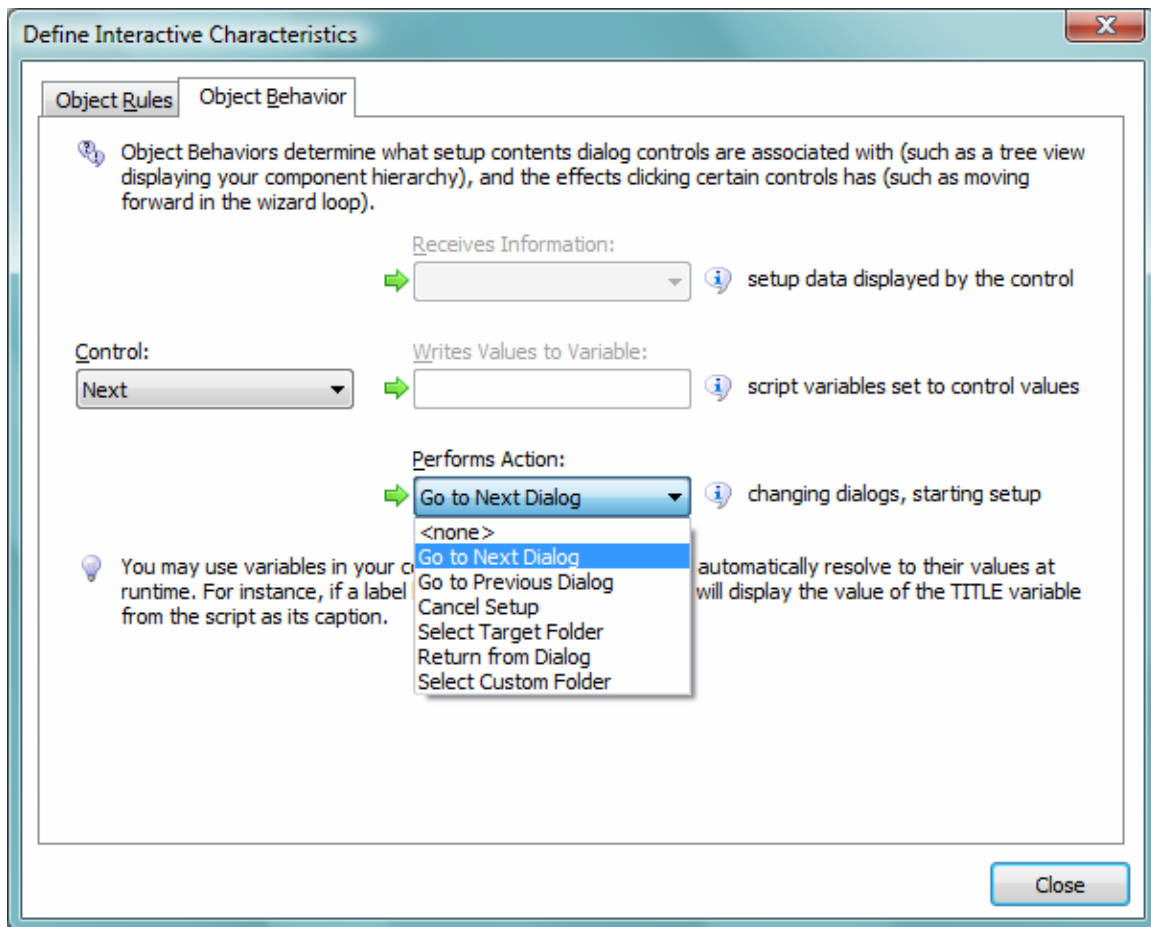 Define Interactive Characteristics
Object Rules
Object Behavior
Object Behaviors determine what setup contents dialog controls are associated with (such as a tree view
displaying your component hierarchy), and the effects clicking certain controls has (such as moving
forward in the wizard loop).
Receives Information:
setup data displayed by the control
Control:
Writes Values to Variable:
Next
script variables set to control values
Performs Action:
Go to Next Dialog
changing dialogs, starting setup
<none>
Go to Next Dialog
Go to Previous Dialog
Cancel Setup
Select Target Folder
Return from Dialog
Select Custom Folder
You may use variables in your automatically resolve to their values at
runtime. For instance, if a label will display the value of the TITLE variable
from the script as its caption.
Close